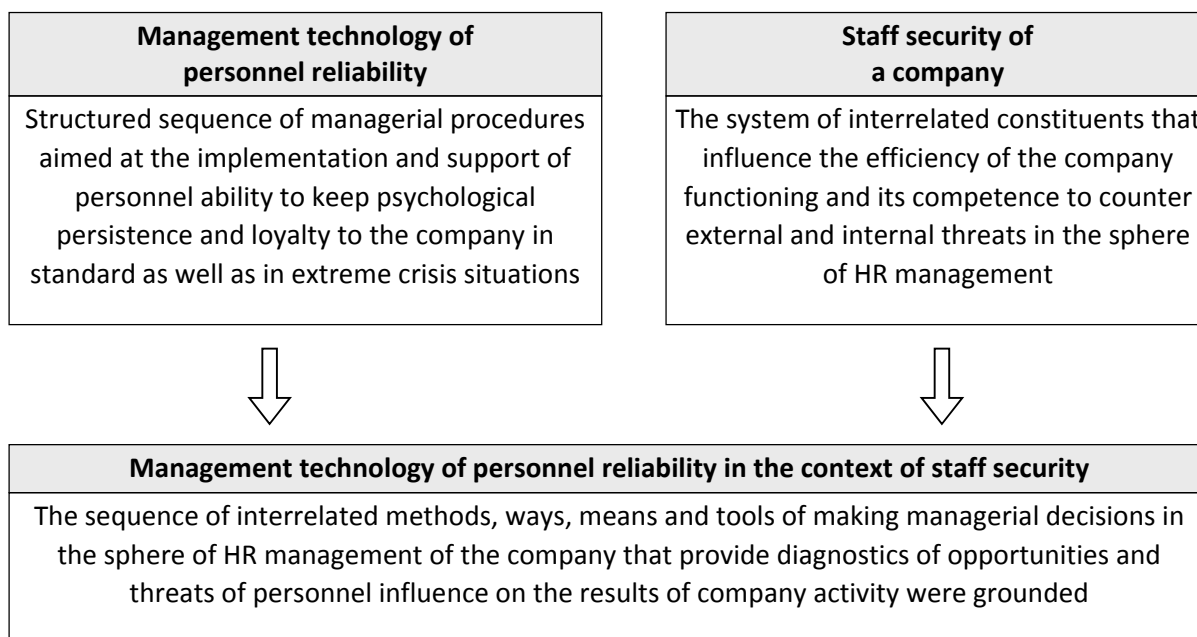 Management technology of
personnel reliability
Structured sequence of managerial procedures
aimed at the implementation and support of
personnel ability to keep psychological
persistence and loyalty to the company in
standard as well as in extreme crisis situations
Staff security of
a company
The system of interrelated constituents that
influence the efficiency of the company
functioning and its competence to counter
external and internal threats in the sphere
of HR management
Management technology of personnel reliability in the context of staff security
The sequence of interrelated methods, ways, means and tools of making managerial decisions in
the sphere of HR management of the company that provide diagnostics of opportunities and
threats of personnel influence on the results of company activity were grounded